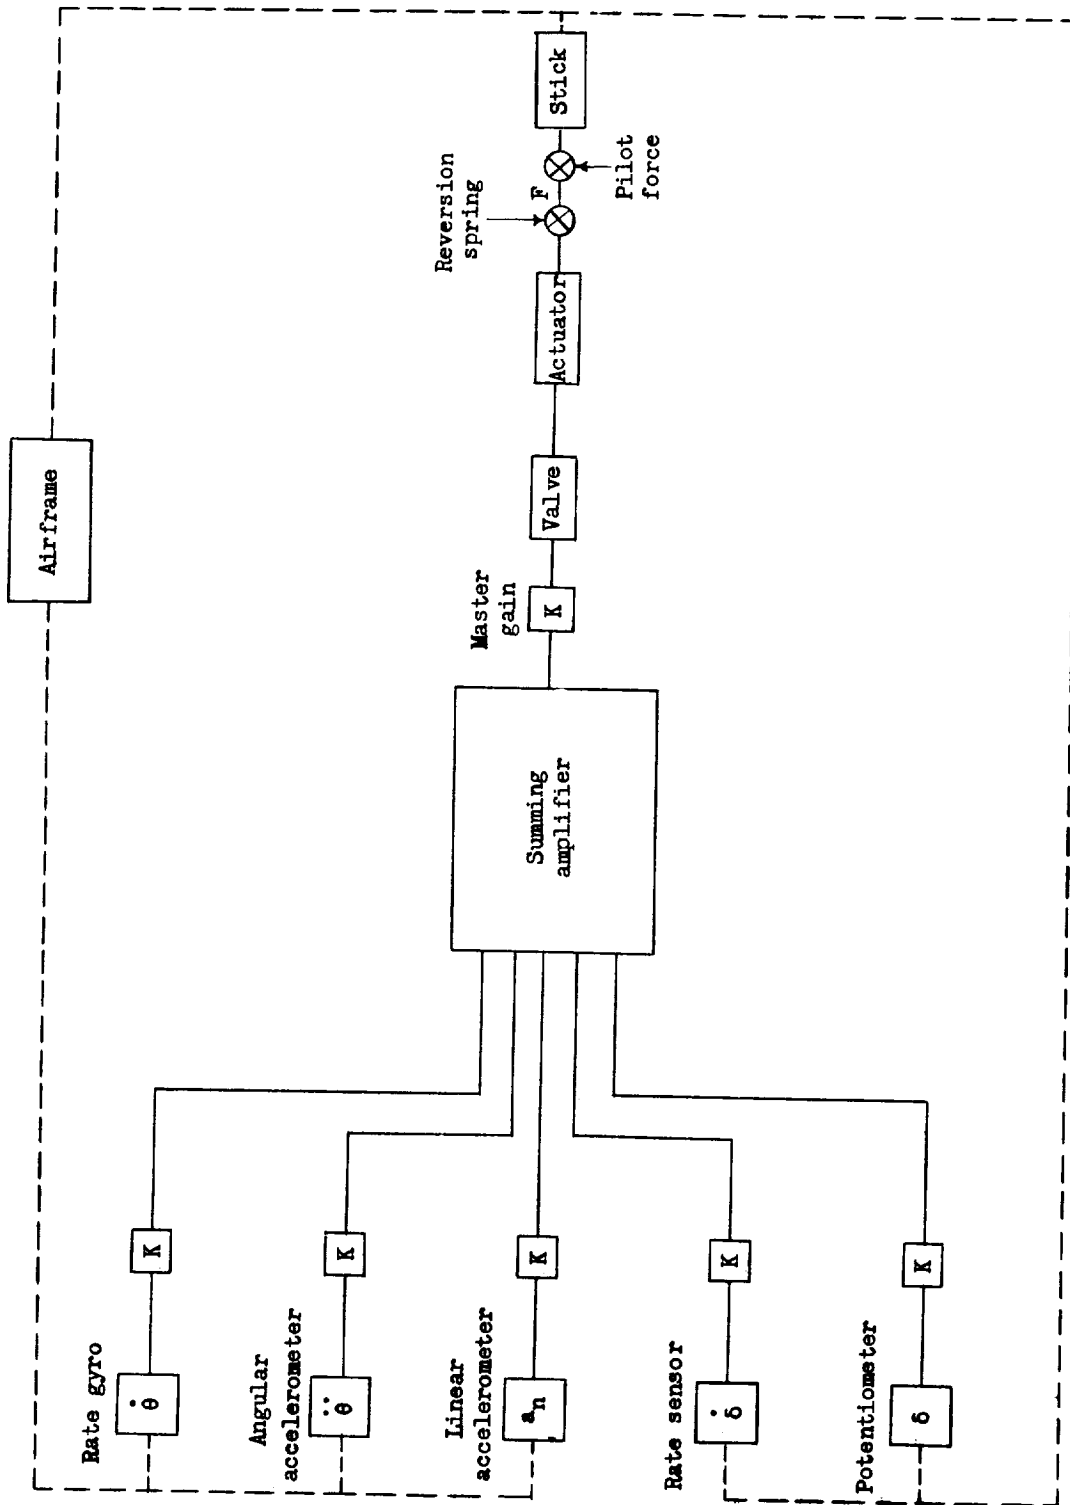 Airframe
Rate gyro
θ̇
K
Angular
accelerometer
θ̈
K
Linear
accelerometer
an
K
Rate sensor
δ̇
K
Potentiometer
δ
K
Summing
amplifier
Master
gain
K
Valve
Actuator
Reversion
spring
F
Pilot
force
Stick